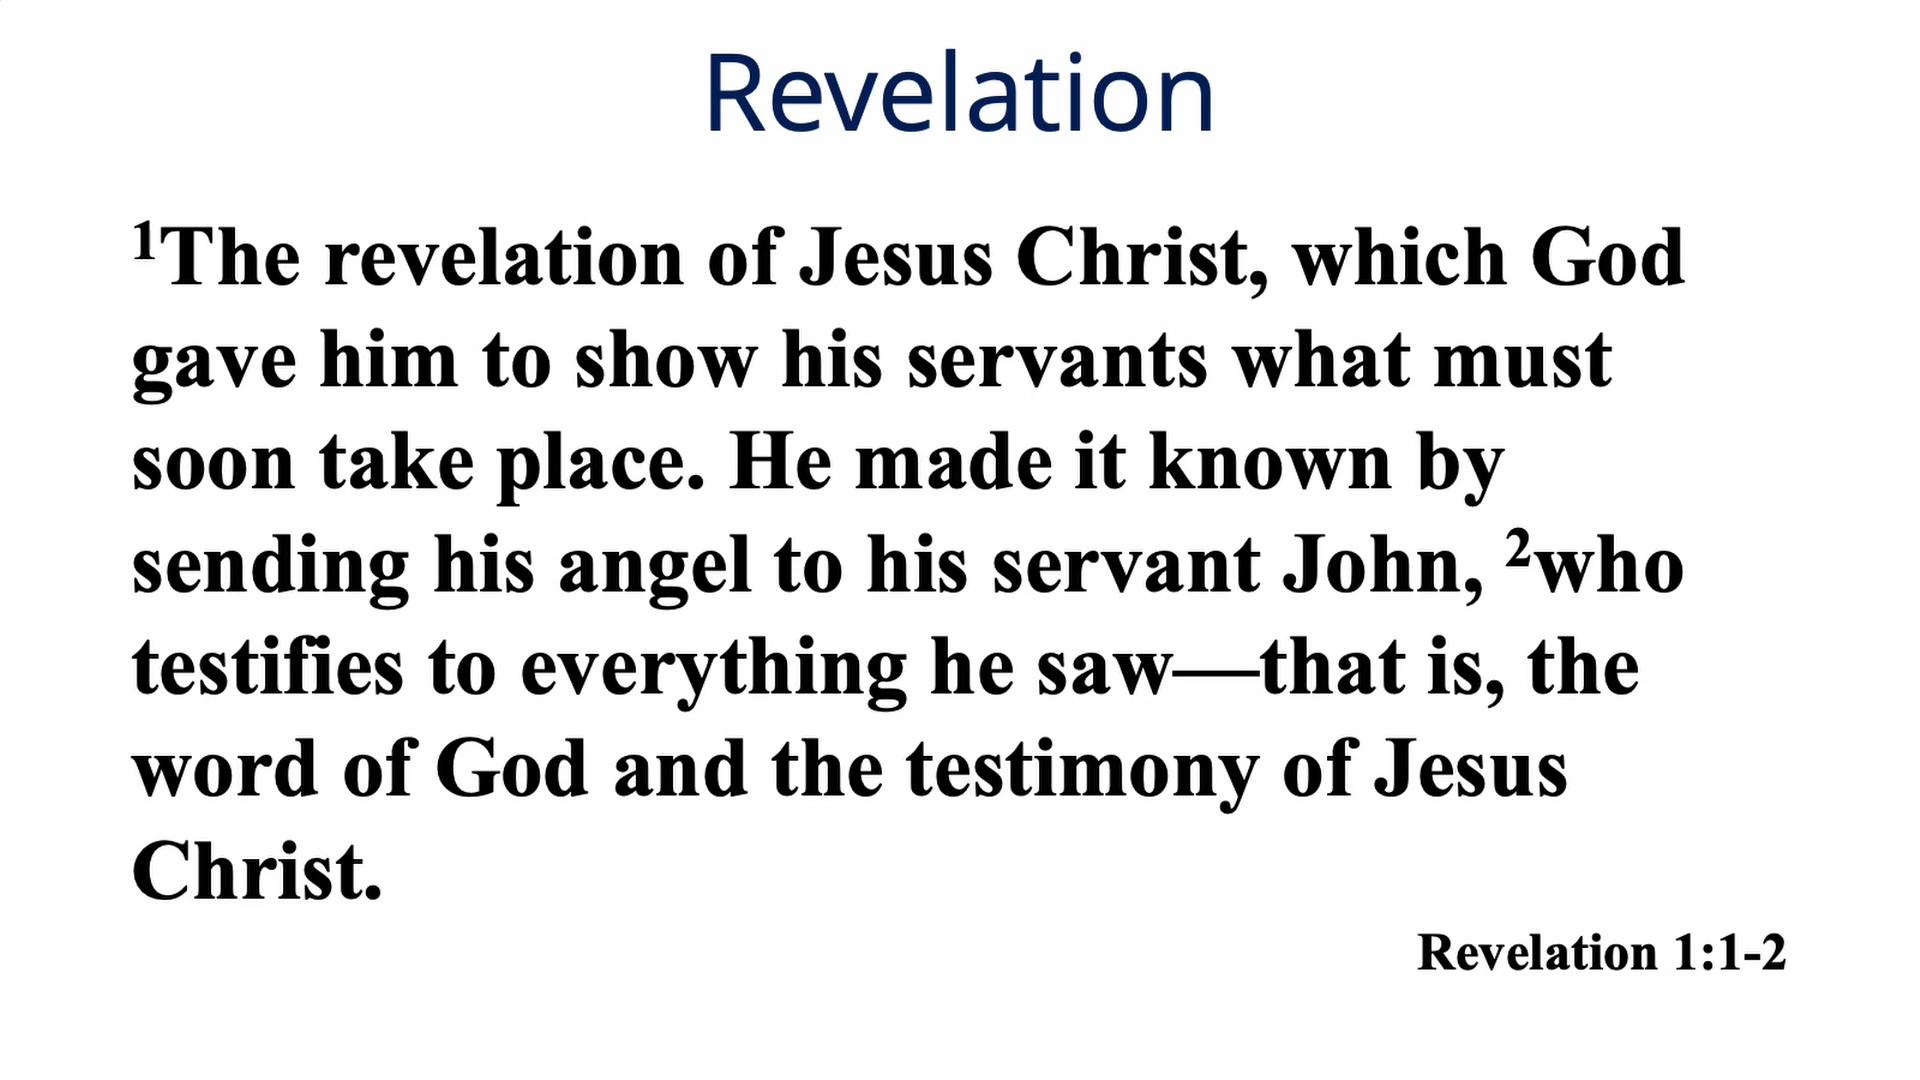 Revelation
¹The revelation of Jesus Christ, which God
gave him to show his servants what must
soon take place. He made it known by
sending his angel to his servant John, ²who
testifies to everything he saw—that is, the
word of God and the testimony of Jesus
Christ.
Revelation 1:1-2